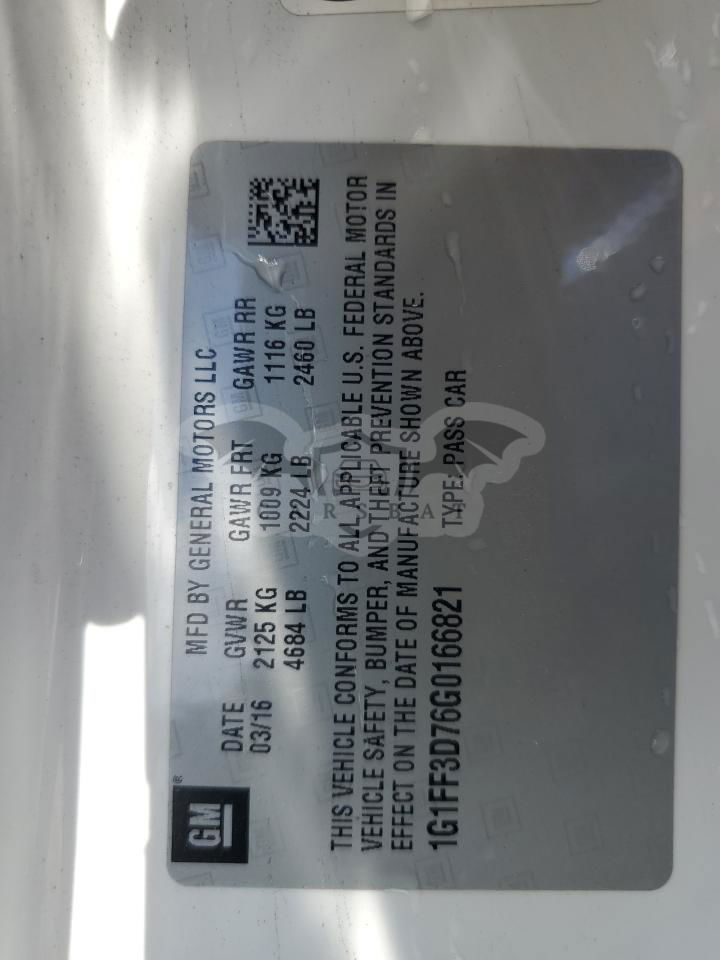 GM®
MFD BY GENERAL MOTORS LLC
DATE GVWR GAWR FRT GAWR RR
03/16 2125 KG 1009 KG 1116 KG
4684 LB 2224 LB 2460 LB
THIS VEHICLE CONFORMS TO ALL APPLICABLE U.S. FEDERAL MOTOR
VEHICLE SAFETY, BUMPER, AND THEFT PREVENTION STANDARDS IN
EFFECT ON THE DATE OF MANUFACTURE SHOWN ABOVE.
1G1FF3D76G0166821 TYPE: PASS CAR